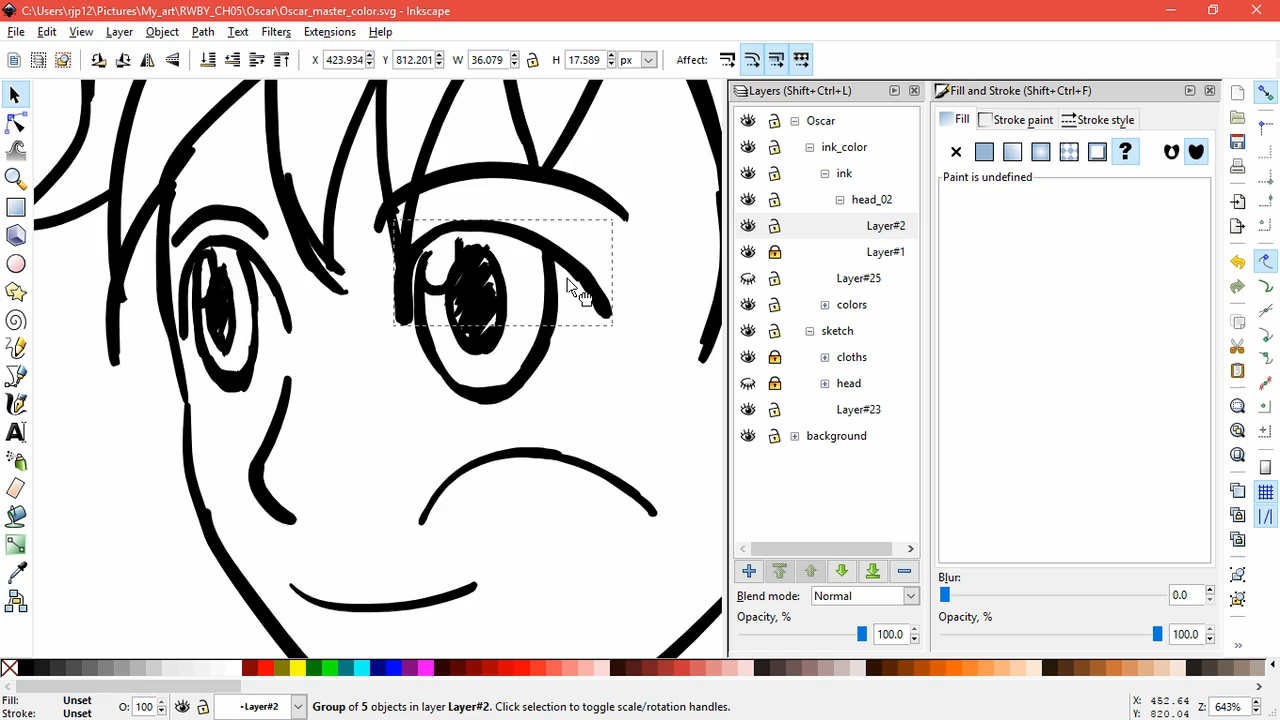 C:\Users\rjp12\Pictures\My_art\RWBY_CH05\Oscar\Oscar_master_color.svg - Inkscape
File Edit View Layer Object Path Text Filters Extensions Help
X 423.934 Y 812.201 W 36.079 H 17.589 px Affect:
Layers (Shift+Ctrl+L)
Oscar
ink_color
ink
head_02
Layer#2
Layer#1
Layer#25
colors
sketch
cloths
head
Layer#23
background
Blend mode: Normal
Opacity, %
100.0
Fill and Stroke (Shift+Ctrl+F)
Fill Stroke paint Stroke style
?
Paint is undefined
Blur:
0.0
Opacity, %
100.0
Fill: Unset
Stroke: Unset
O: 100
•Layer#2
Group of 5 objects in layer Layer#2. Click selection to toggle scale/rotation handles.
X: 452.64
Y: 820.04
Z: 643%